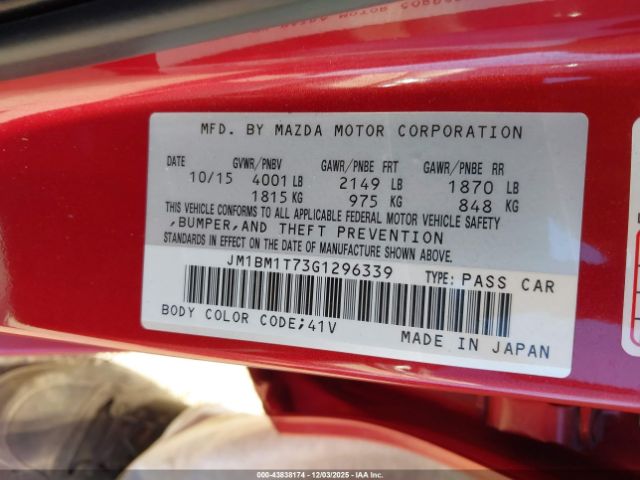 MFD. BY MAZDA MOTOR CORPORATION
DATE GVWR/PNBV GAWR/PNBE FRT GAWR/PNBE RR
10/15 4001 LB 2149 LB 1870 LB
1815 KG 975 KG 848 KG
THIS VEHICLE CONFORMS TO ALL APPLICABLE FEDERAL MOTOR VEHICLE SAFETY
,BUMPER,AND THEFT PREVENTION
STANDARDS IN EFFECT ON THE DATE OF MANUFACTURE SHOWN ABOVE.
JM1BM1T73G1296339 TYPE: PASS CAR
BODY COLOR CODE;41V
MADE IN JAPAN
00-43838174 - 12/03/2025 - IAA Inc.